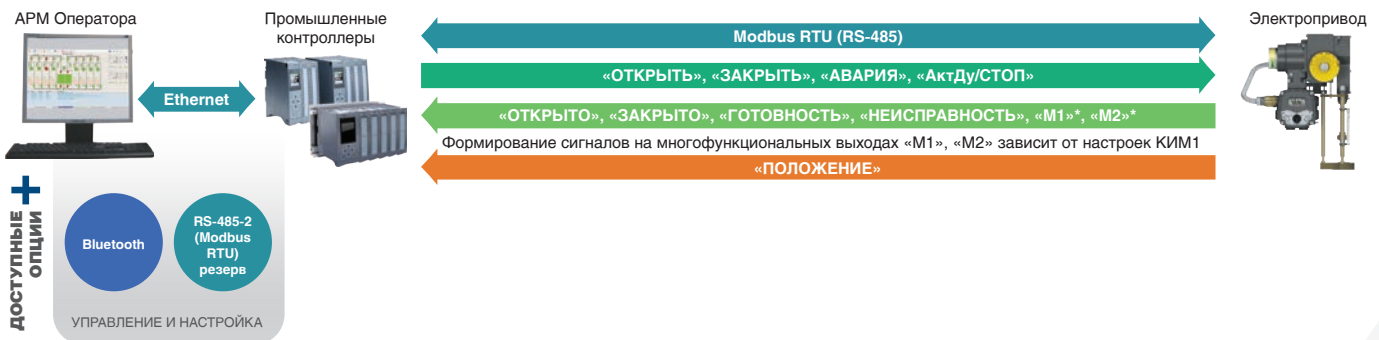 АРМ Оператора
Промышленные
контроллеры
Электропривод
Ethernet
Modbus RTU (RS-485)
«ОТКРЫТЬ», «ЗАКРЫТЬ», «АВАРИЯ», «АктДу/СТОП»
«ОТКРЫТО», «ЗАКРЫТО», «ГОТОВНОСТЬ», «НЕИСПРАВНОСТЬ», «М1»*, «М2»*
Формирование сигналов на многофункциональных выходах «М1», «М2» зависит от настроек КИМ1
«ПОЛОЖЕНИЕ»
ДОСТУПНЫЕ
ОПЦИИ
Bluetooth
RS-485-2
(Modbus
RTU)
резерв
УПРАВЛЕНИЕ И НАСТРОЙКА